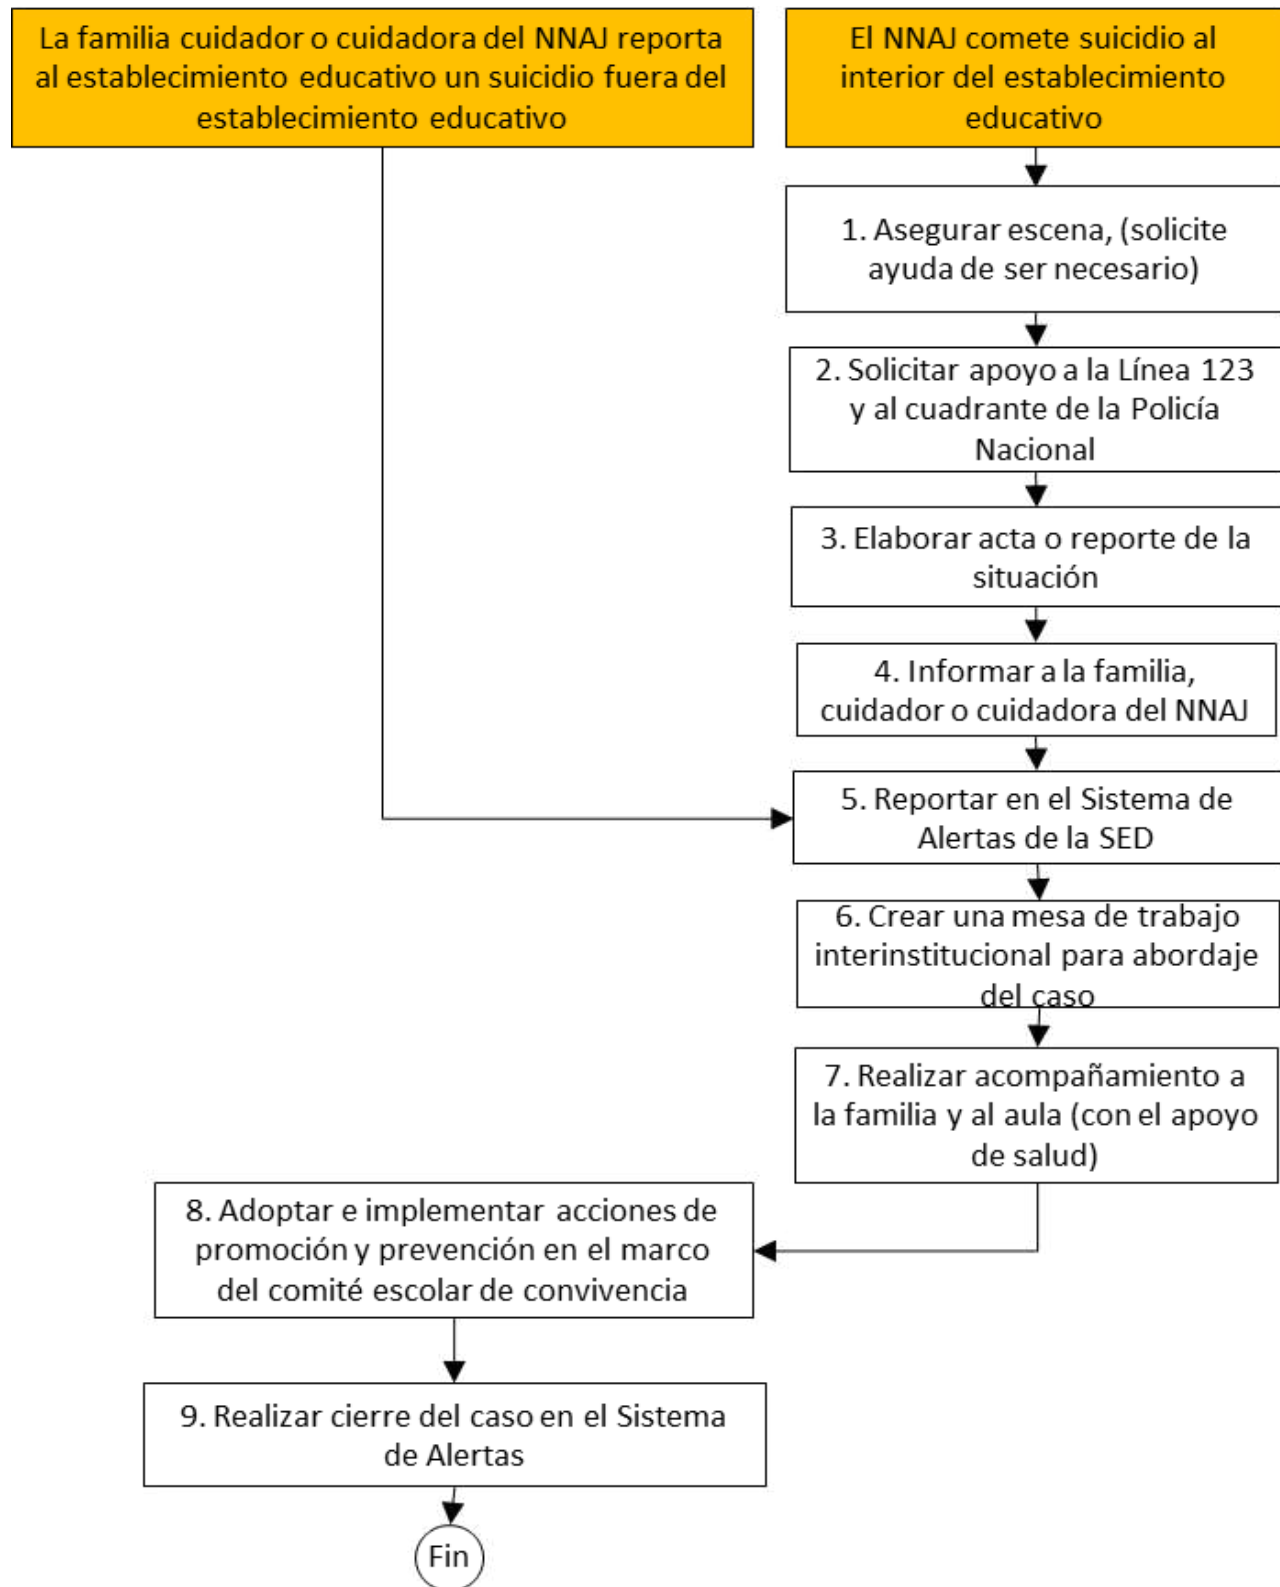 La familia cuidador o cuidadora del NNAJ reporta
al establecimiento educativo un suicidio fuera del
establecimiento educativo
El NNAJ comete suicidio al
interior del establecimiento
educativo
1. Asegurar escena, (solicite
ayuda de ser necesario)
2. Solicitar apoyo a la Línea 123
y al cuadrante de la Policía
Nacional
3. Elaborar acta o reporte de la
situación
4. Informar a la familia,
cuidador o cuidadora del NNAJ
5. Reportar en el Sistema de
Alertas de la SED
6. Crear una mesa de trabajo
interinstitucional para abordaje
del caso
7. Realizar acompañamiento a
la familia y al aula (con el apoyo
de salud)
8. Adoptar e implementar acciones de
promoción y prevención en el marco
del comité escolar de convivencia
9. Realizar cierre del caso en el Sistema
de Alertas
Fin